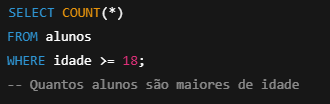 SELECT COUNT(*)
FROM alunos
WHERE idade >= 18;
-- Quantos alunos são maiores de idade